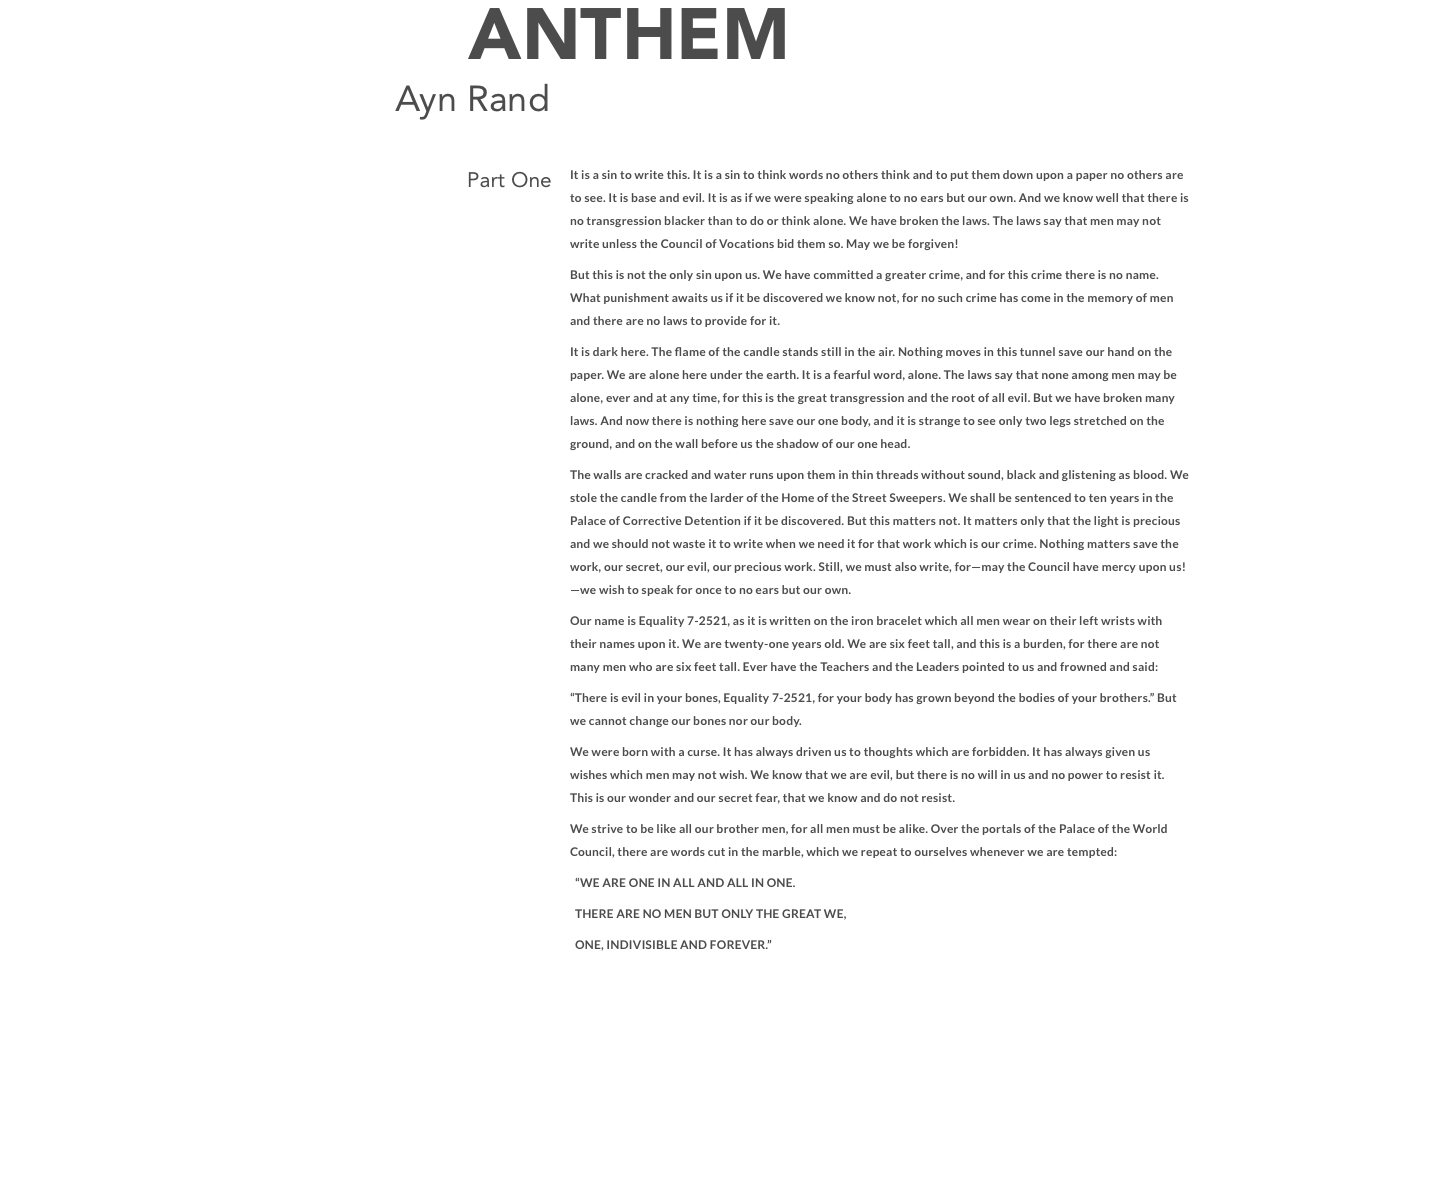 ANTHEM
Ayn Rand
Part One
It is a sin to write this. It is a sin to think words no others think and to put them down upon a paper no others are
to see. It is base and evil. It is as if we were speaking alone to no ears but our own. And we know well that there is
no transgression blacker than to do or think alone. We have broken the laws. The laws say that men may not
write unless the Council of Vocations bid them so. May we be forgiven!
But this is not the only sin upon us. We have committed a greater crime, and for this crime there is no name.
What punishment awaits us if it be discovered we know not, for no such crime has come in the memory of men
and there are no laws to provide for it.
It is dark here. The flame of the candle stands still in the air. Nothing moves in this tunnel save our hand on the
paper. We are alone here under the earth. It is a fearful word, alone. The laws say that none among men may be
alone, ever and at any time, for this is the great transgression and the root of all evil. But we have broken many
laws. And now there is nothing here save our one body, and it is strange to see only two legs stretched on the
ground, and on the wall before us the shadow of our one head.
The walls are cracked and water runs upon them in thin threads without sound, black and glistening as blood. We
stole the candle from the larder of the Home of the Street Sweepers. We shall be sentenced to ten years in the
Palace of Corrective Detention if it be discovered. But this matters not. It matters only that the light is precious
and we should not waste it to write when we need it for that work which is our crime. Nothing matters save the
work, our secret, our evil, our precious work. Still, we must also write, for—may the Council have mercy upon us!
—we wish to speak for once to no ears but our own.
Our name is Equality 7-2521, as it is written on the iron bracelet which all men wear on their left wrists with
their names upon it. We are twenty-one years old. We are six feet tall, and this is a burden, for there are not
many men who are six feet tall. Ever have the Teachers and the Leaders pointed to us and frowned and said:
“There is evil in your bones, Equality 7-2521, for your body has grown beyond the bodies of your brothers.” But
we cannot change our bones nor our body.
We were born with a curse. It has always driven us to thoughts which are forbidden. It has always given us
wishes which men may not wish. We know that we are evil, but there is no will in us and no power to resist it.
This is our wonder and our secret fear, that we know and do not resist.
We strive to be like all our brother men, for all men must be alike. Over the portals of the Palace of the World
Council, there are words cut in the marble, which we repeat to ourselves whenever we are tempted:
“WE ARE ONE IN ALL AND ALL IN ONE.
THERE ARE NO MEN BUT ONLY THE GREAT WE,
ONE, INDIVISIBLE AND FOREVER.”